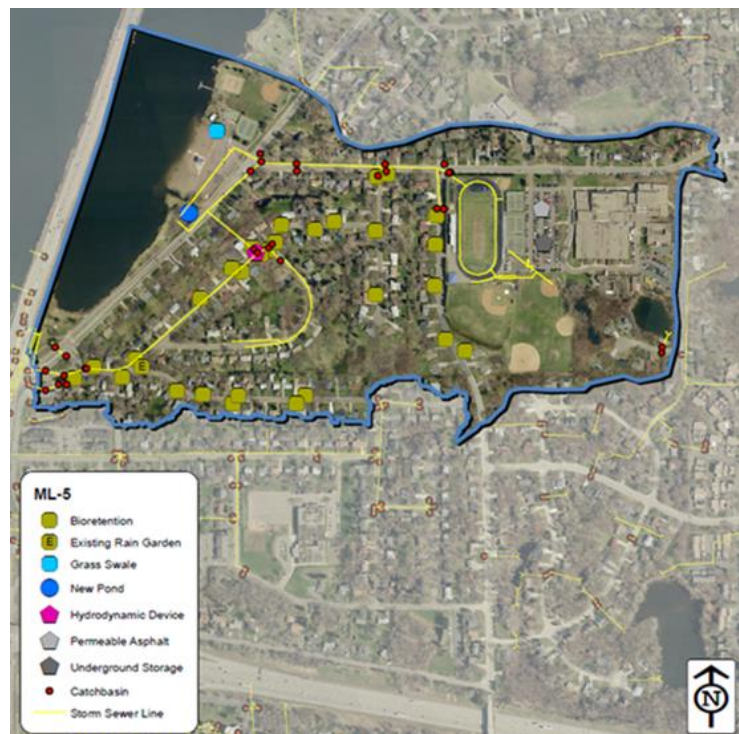 E
ML-5
Bioretention
E Existing Rain Garden
Grass Swale
New Pond
Hydrodynamic Device
Permeable Asphalt
Underground Storage
Catchbasin
Storm Sewer Line
N